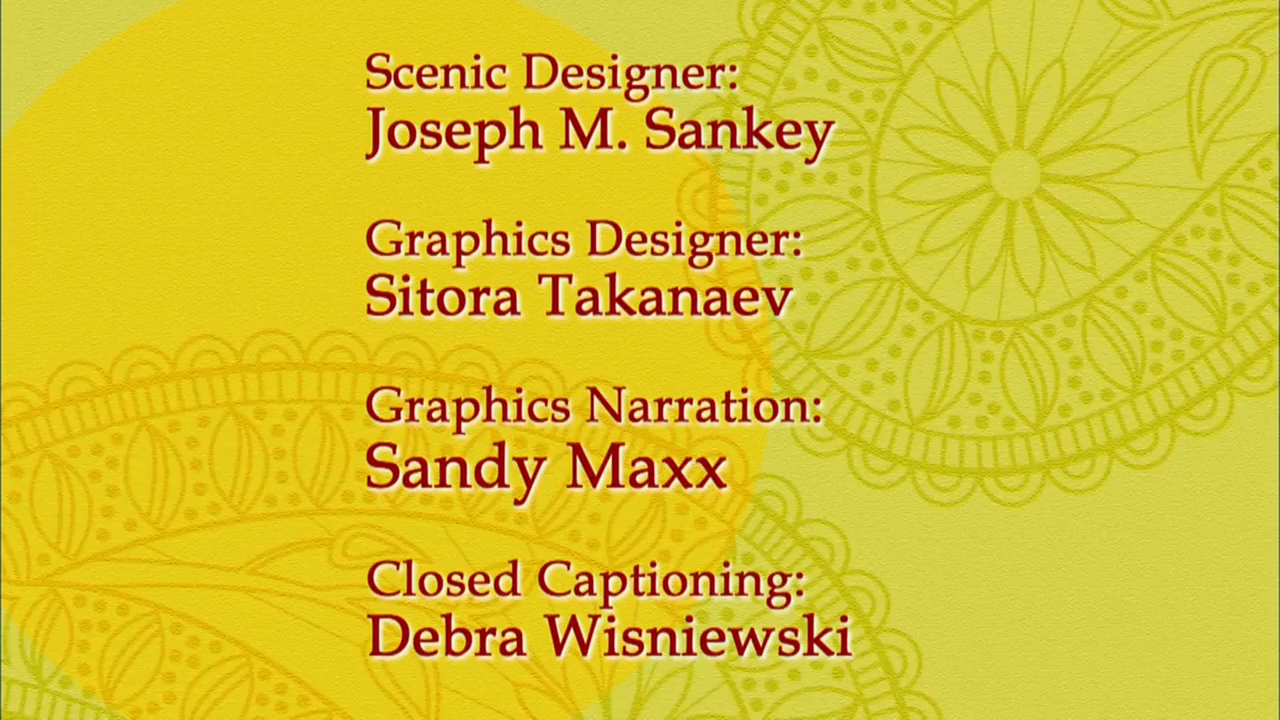 Scenic Designer:
Joseph M. Sankey
Graphics Designer:
Sitora Takanaev
Graphics Narration:
Sandy Maxx
Closed Captioning:
Debra Wisniewski